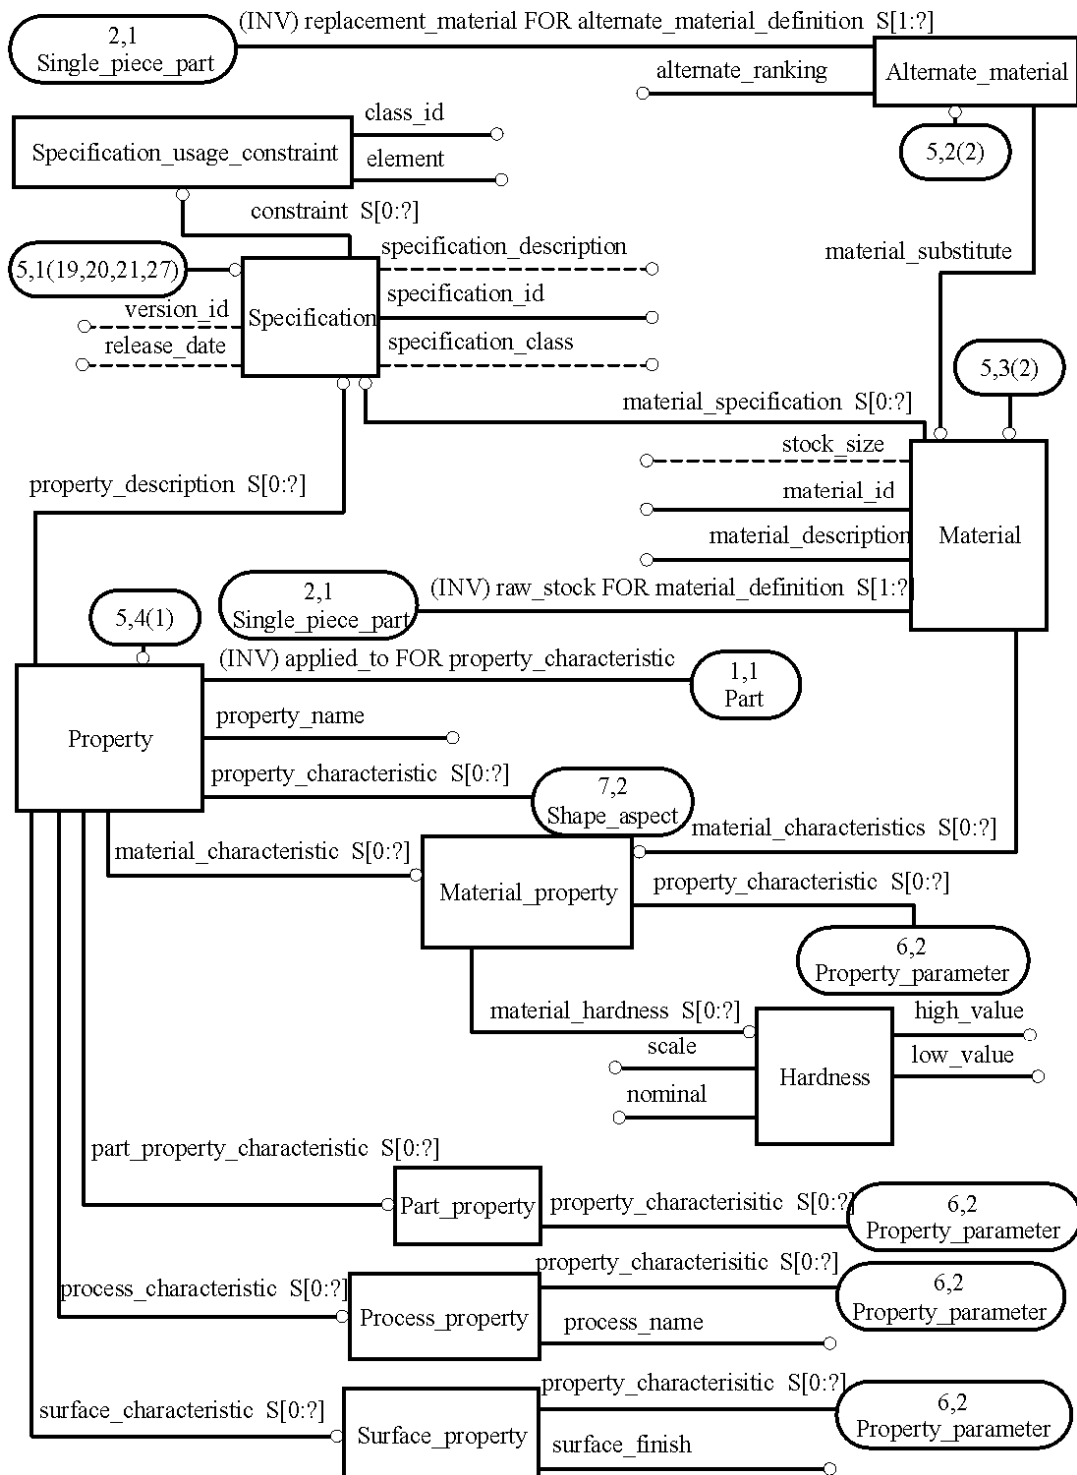 (INV) replacement_material FOR alternate_material_definition S[1:?]
2,1
Single_piece_part
alternate_ranking
Alternate_material
class_id
Specification_usage_constraint
element
5,2(2)
constraint S[0:?]
specification_description
material_substitute
5,1(19,20,21,27)
specification_id
version_id
Specification
release_date
specification_class
5,3(2)
material_specification S[0:?]
stock_size
property_description S[0:?]
material_id
material_description
Material
2,1
Single_piece_part
(INV) raw_stock FOR material_definition S[1:?]
5,4(1)
(INV) applied_to FOR property_characteristic
1,1
Part
property_name
Property
property_characteristic S[0:?]
7,2
Shape_aspect
material_characteristics S[0:?]
material_characteristic S[0:?]
Material_property
property_characteristic S[0:?]
6,2
Property_parameter
material_hardness S[0:?]
high_value
scale
low_value
Hardness
nominal
part_property_characteristic S[0:?]
Part_property
property_characterisitic S[0:?]
6,2
Property_parameter
property_characterisitic S[0:?]
process_characteristic S[0:?]
6,2
Property_parameter
Process_property
process_name
property_characterisitic S[0:?]
surface_characteristic S[0:?]
6,2
Property_parameter
Surface_property
surface_finish